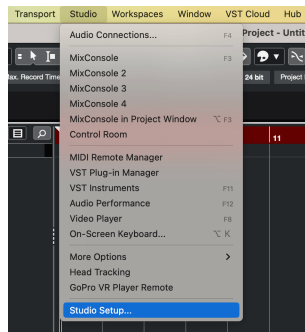 Transport Studio Workspaces Window VST Cloud Hub
Audio Connections... F4
Project - Untit
MixConsole F3
MixConsole 2
ax. Record Time
24 bit Project
MixConsole 3
MixConsole 4
MixConsole in Project Window ⌥ F3
Control Room
11
MIDI Remote Manager
VST Plug-in Manager
VST Instruments F11
Audio Performance F12
Video Player F8
On-Screen Keyboard... ⌥ K
More Options >
Head Tracking
GoPro VR Player Remote
Studio Setup...